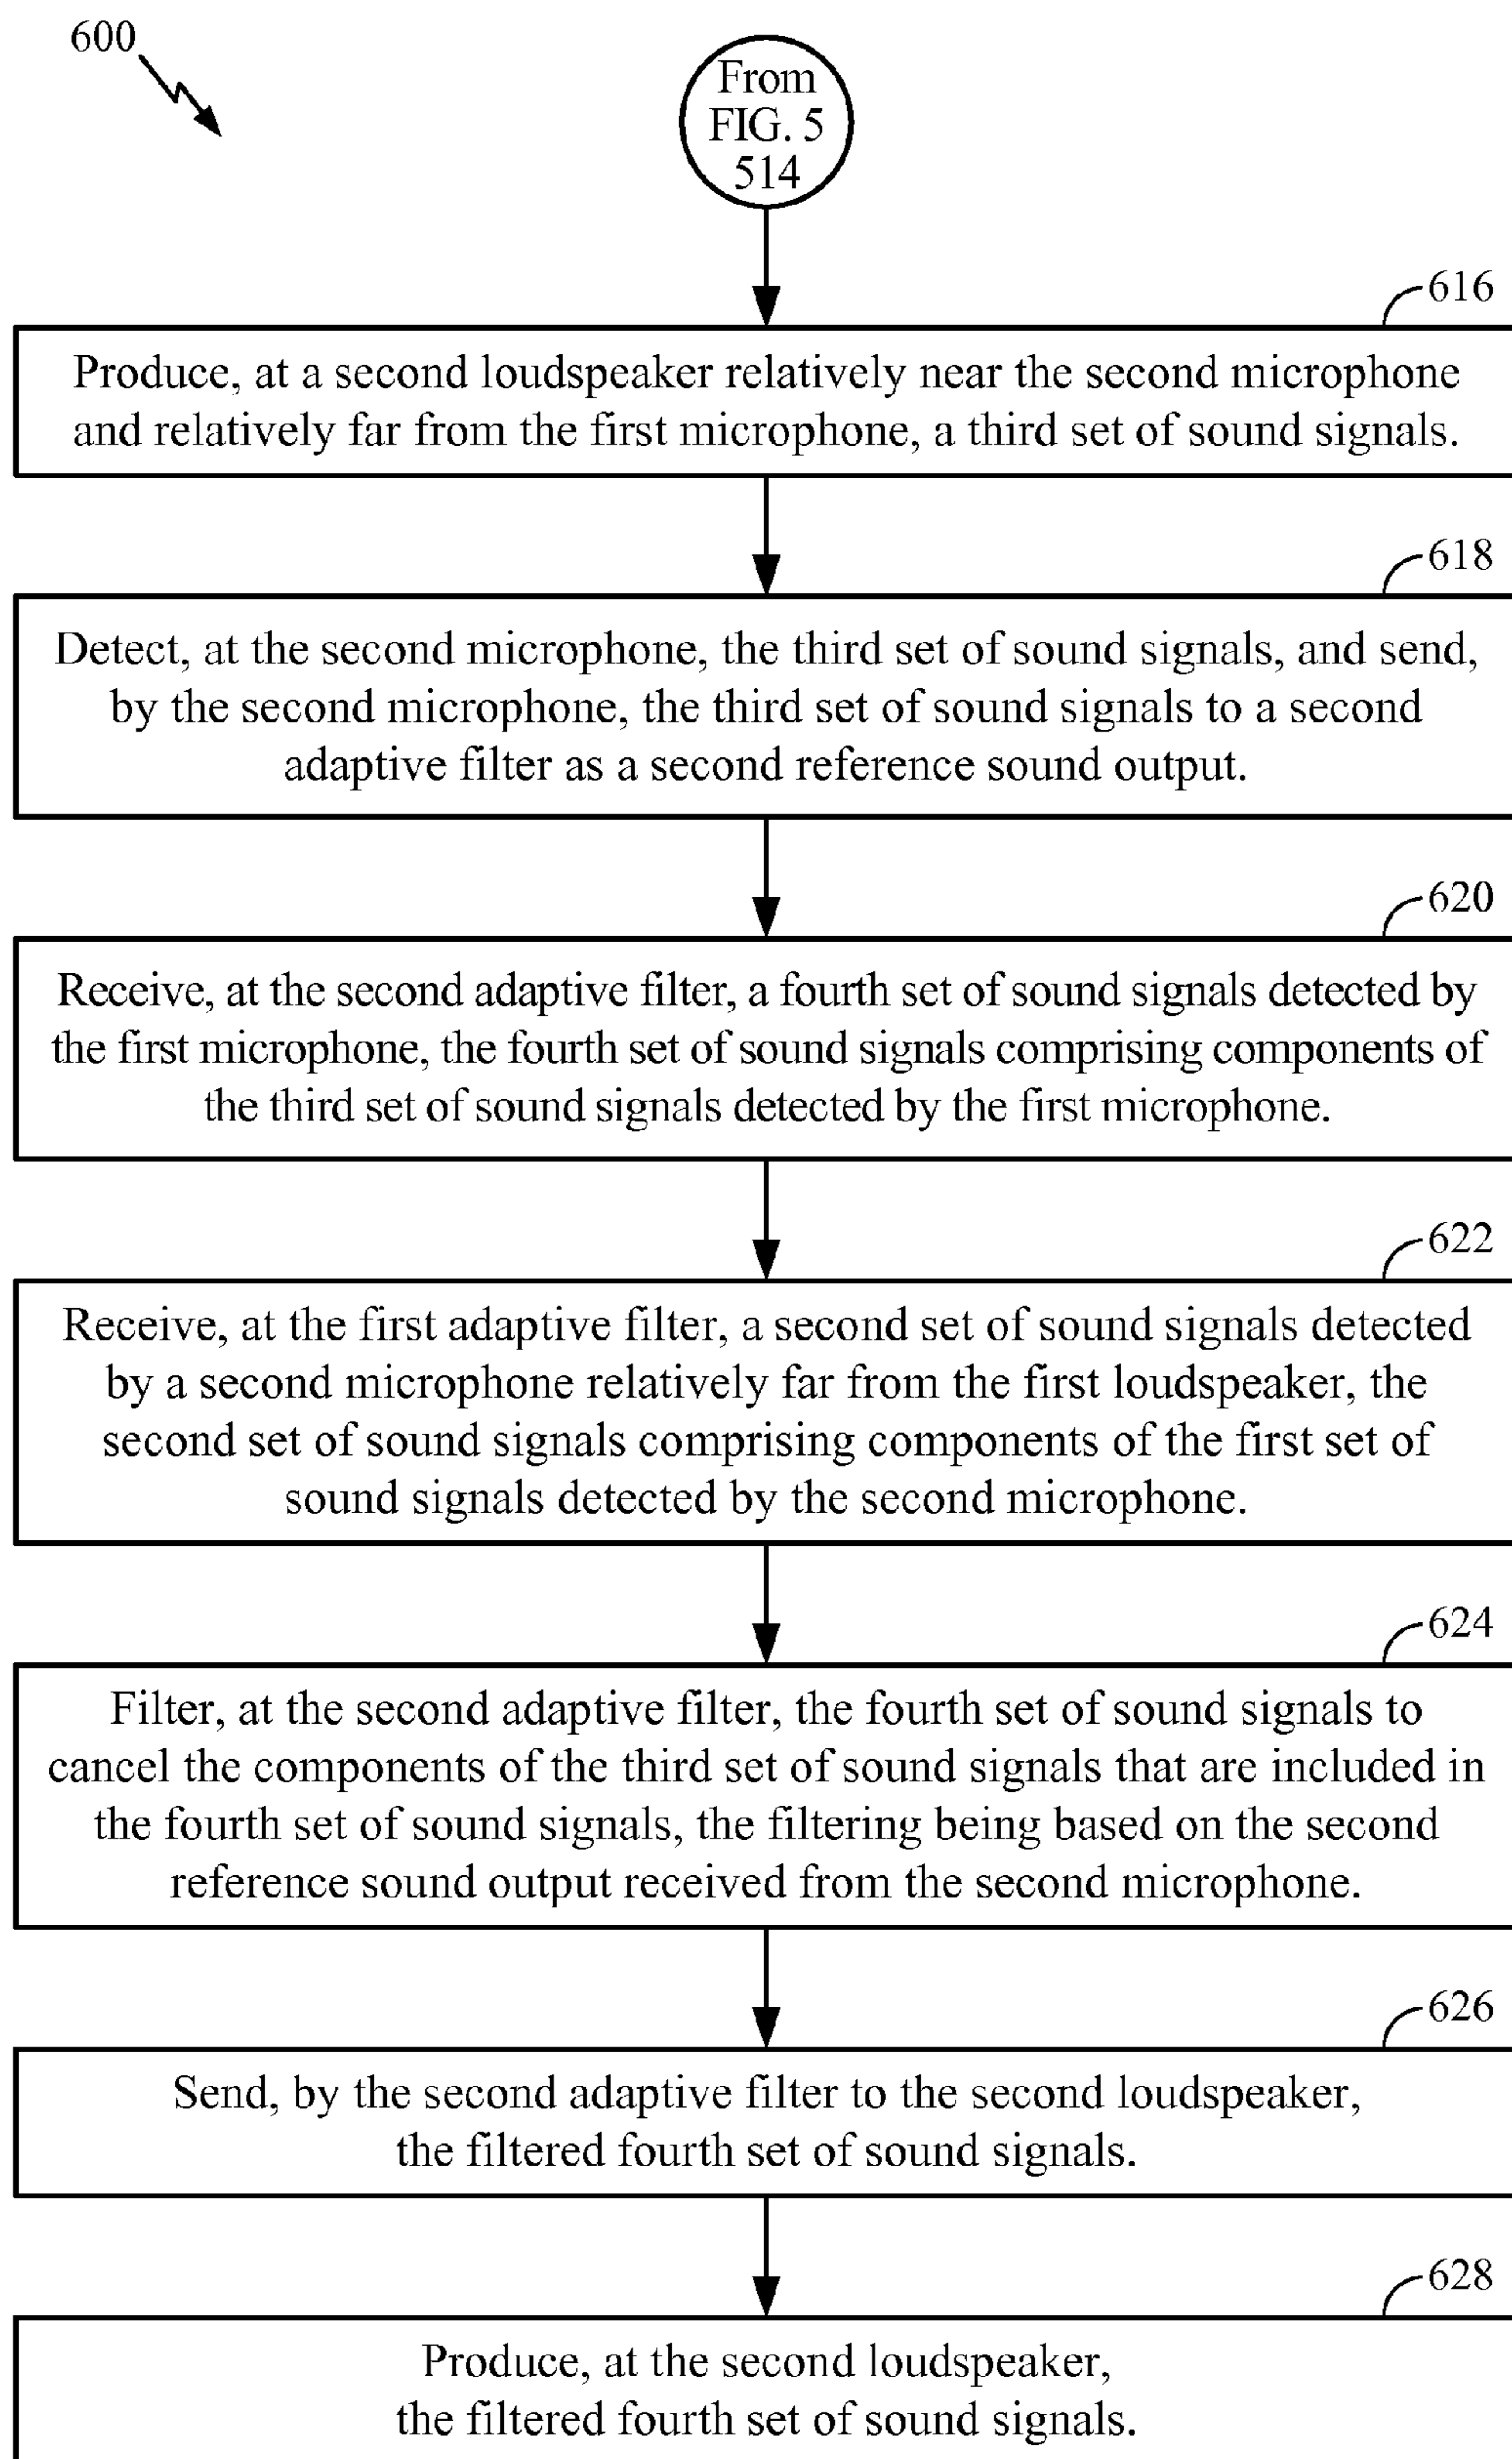 600
From
FIG. 5
514
616
Produce, at a second loudspeaker relatively near the second microphone
and relatively far from the first microphone, a third set of sound signals.
618
Detect, at the second microphone, the third set of sound signals, and send,
by the second microphone, the third set of sound signals to a second
adaptive filter as a second reference sound output.
620
Receive, at the second adaptive filter, a fourth set of sound signals detected by
the first microphone, the fourth set of sound signals comprising components of
the third set of sound signals detected by the first microphone.
622
Receive, at the first adaptive filter, a second set of sound signals detected
by a second microphone relatively far from the first loudspeaker, the
second set of sound signals comprising components of the first set of
sound signals detected by the second microphone.
624
Filter, at the second adaptive filter, the fourth set of sound signals to
cancel the components of the third set of sound signals that are included in
the fourth set of sound signals, the filtering being based on the second
reference sound output received from the second microphone.
626
Send, by the second adaptive filter to the second loudspeaker,
the filtered fourth set of sound signals.
628
Produce, at the second loudspeaker,
the filtered fourth set of sound signals.